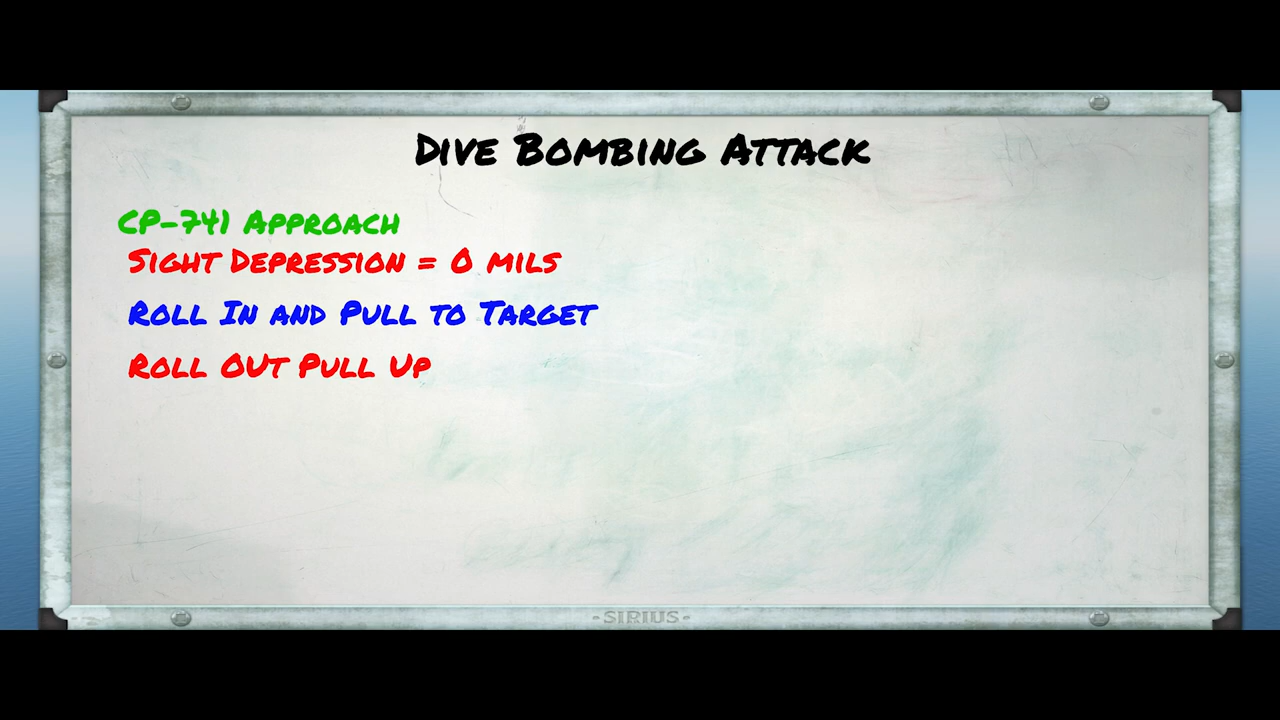 Dive Bombing Attack
CP-741 Approach
Sight Depression = 0 mils
Roll In and Pull to Target
Roll Out Pull Up
-SIRIUS-